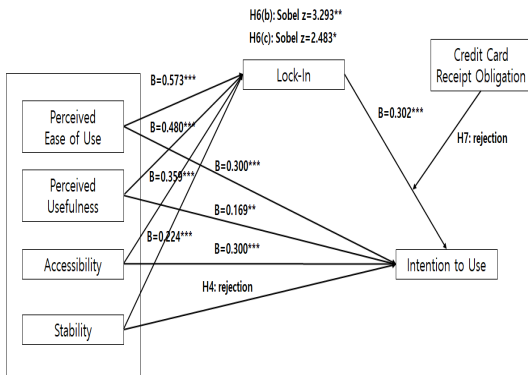 H6(b): Sobel z=3.293**
H6(c): Sobel z=2.483*
Lock-In
Credit Card
Receipt Obligation
B=0.573***
B=0.302***
Perceived
Ease of Use
B=0.480***
H7: rejection
B=0.300***
B=0.359***
Perceived
Usefulness
B=0.169**
B=0.224***
B=0.300***
Accessibility
Intention to Use
H4: rejection
Stability